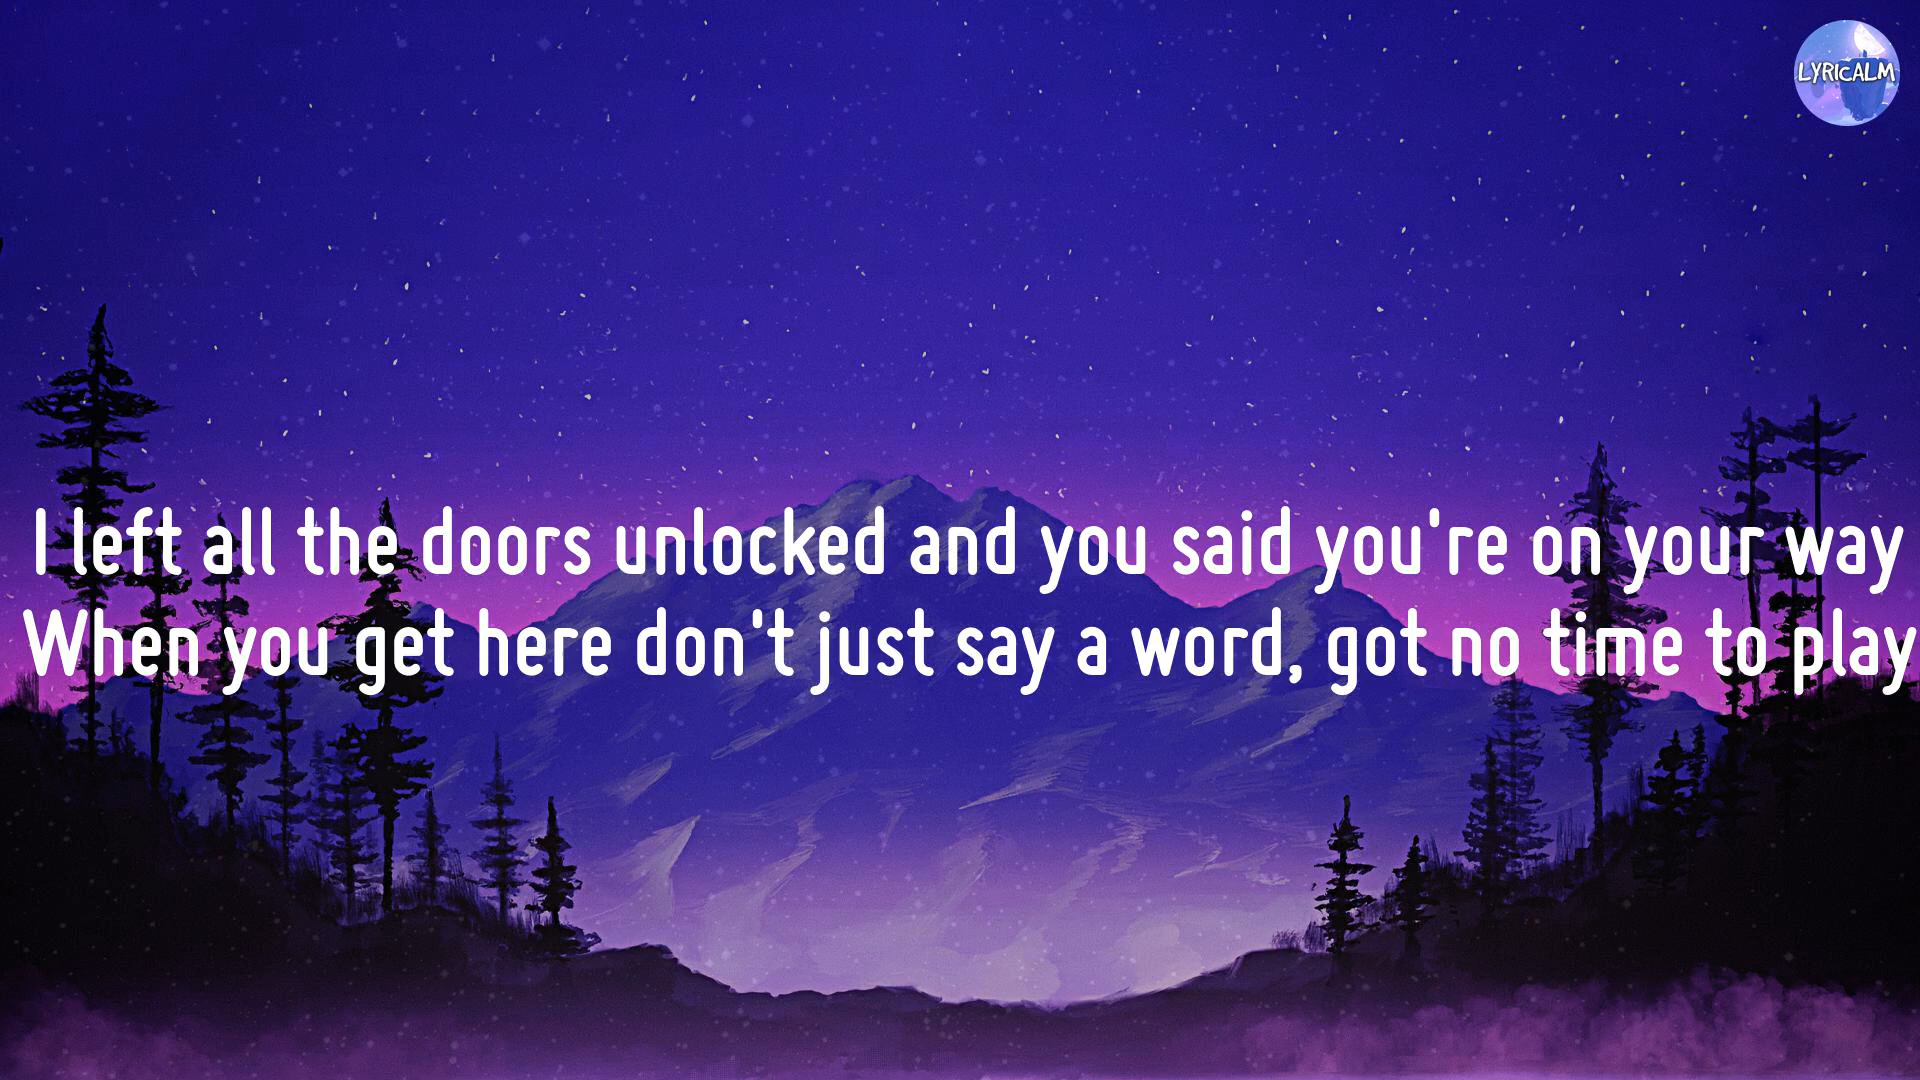 LYRICALM
I left all the doors unlocked and you said you're on your way
When you get here don't just say a word, got no time to play